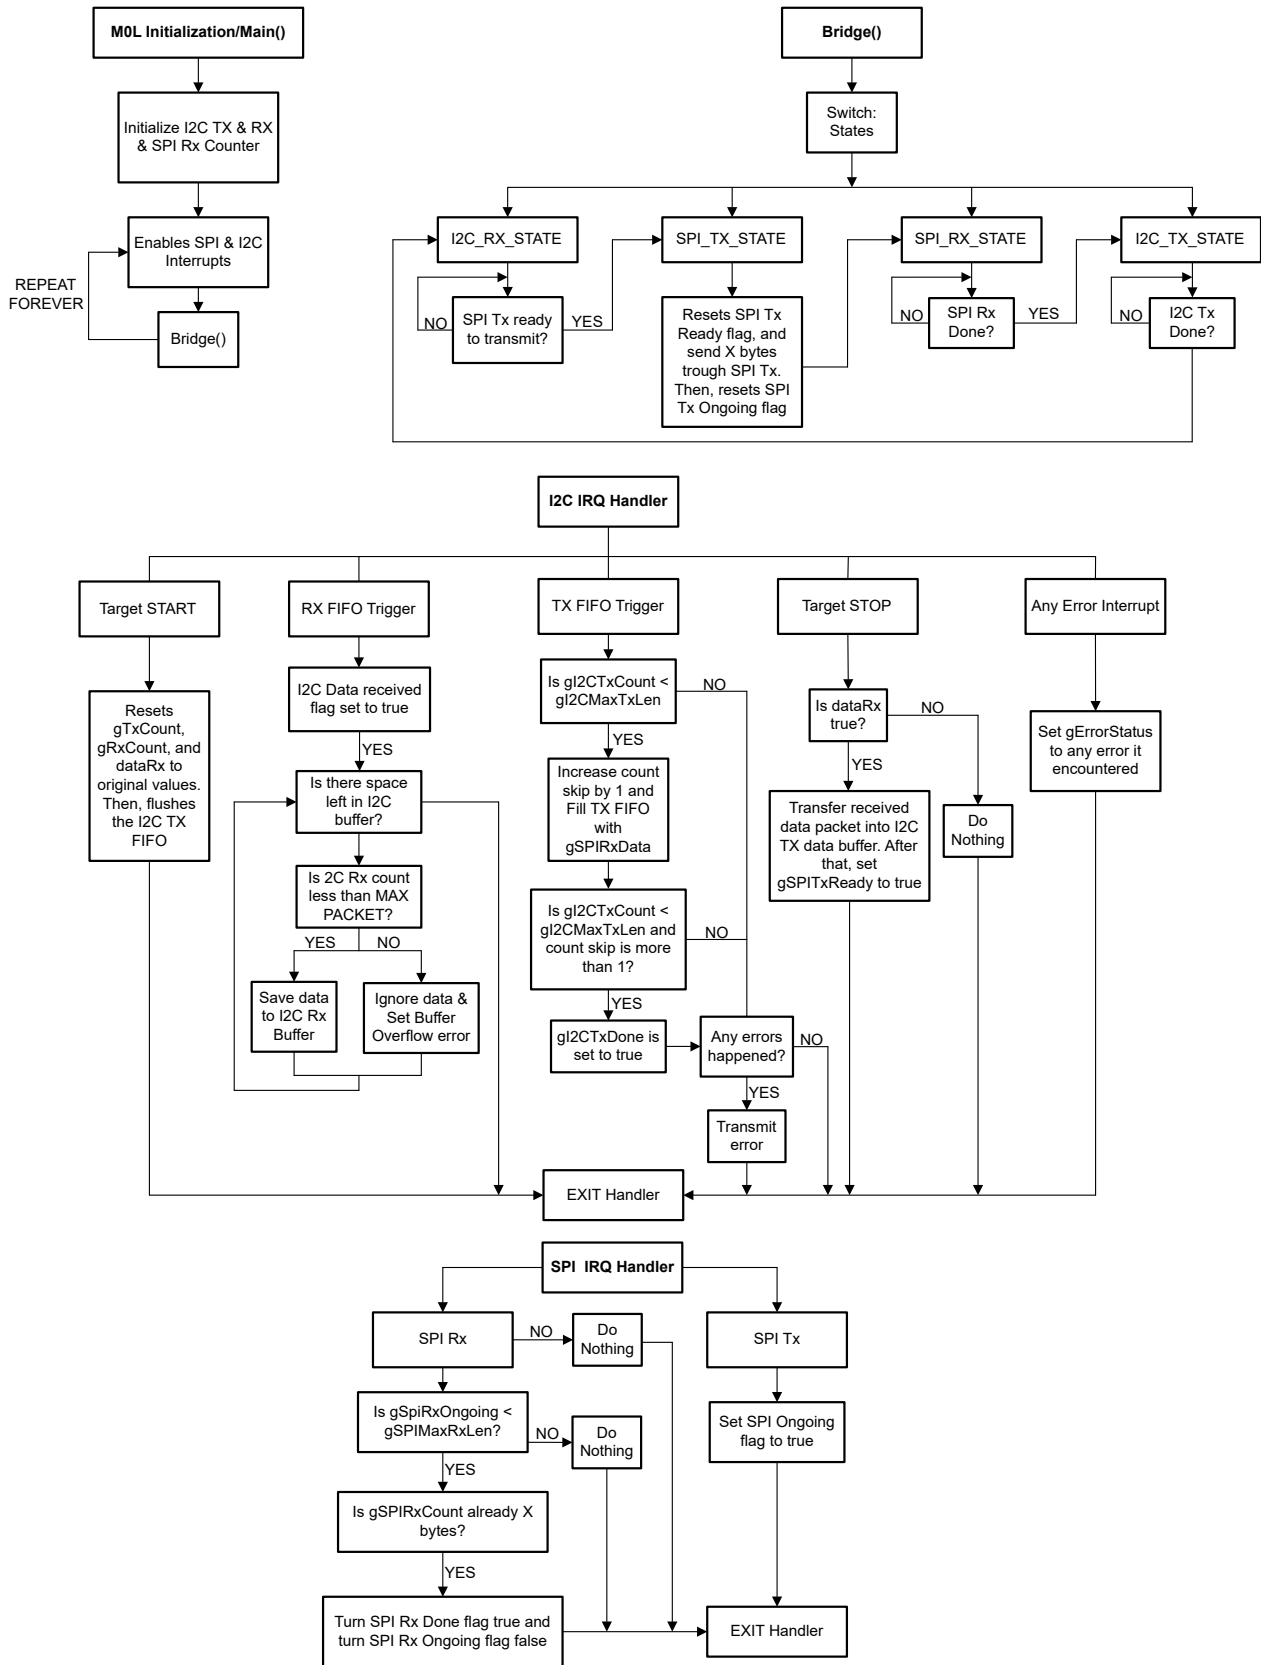 M0L Initialization/Main()
Initialize I2C TX & RX
& SPI Rx Counter
Enables SPI & I2C
Interrupts
REPEAT
FOREVER
Bridge()
Bridge()
Switch:
States
I2C_RX_STATE
SPI_TX_STATE
SPI_RX_STATE
I2C_TX_STATE
SPI Tx ready
to transmit?
NO
YES
Resets SPI Tx
Ready flag, and
send X bytes
trough SPI Tx.
Then, resets SPI
Tx Ongoing flag
SPI Rx
Done?
NO
YES
I2C Tx
Done?
NO
I2C IRQ Handler
Target START
RX FIFO Trigger
TX FIFO Trigger
Target STOP
Any Error Interrupt
Resets
gTxCount,
gRxCount, and
dataRx to
original values.
Then, flushes
the I2C TX
FIFO
I2C Data received
flag set to true
YES
Is there space
left in I2C
buffer?
Is 2C Rx count
less than MAX
PACKET?
YES
NO
Save data
to I2C Rx
Buffer
Ignore data &
Set Buffer
Overflow error
Is gI2CTxCount <
gI2CMaxTxLen
NO
YES
Increase count
skip by 1 and
Fill TX FIFO
with
gSPIRxData
Is gI2CTxCount <
gI2CMaxTxLen and
count skip is more
than 1?
NO
YES
gI2CTxDone is
set to true
Any errors
happened?
NO
YES
Transmit
error
Is dataRx
true?
NO
YES
Transfer received
data packet into I2C
TX data buffer. After
that, set
gSPITxReady to true
Do
Nothing
Set gErrorStatus
to any error it
encountered
EXIT Handler
SPI  IRQ Handler
SPI Rx
NO
Do
Nothing
SPI Tx
Is gSpiRxOngoing <
gSPIMaxRxLen?
NO
Do
Nothing
YES
Set SPI Ongoing
flag to true
Is gSPIRxCount already X
bytes?
YES
Turn SPI Rx Done flag true and
turn SPI Rx Ongoing flag false
EXIT Handler